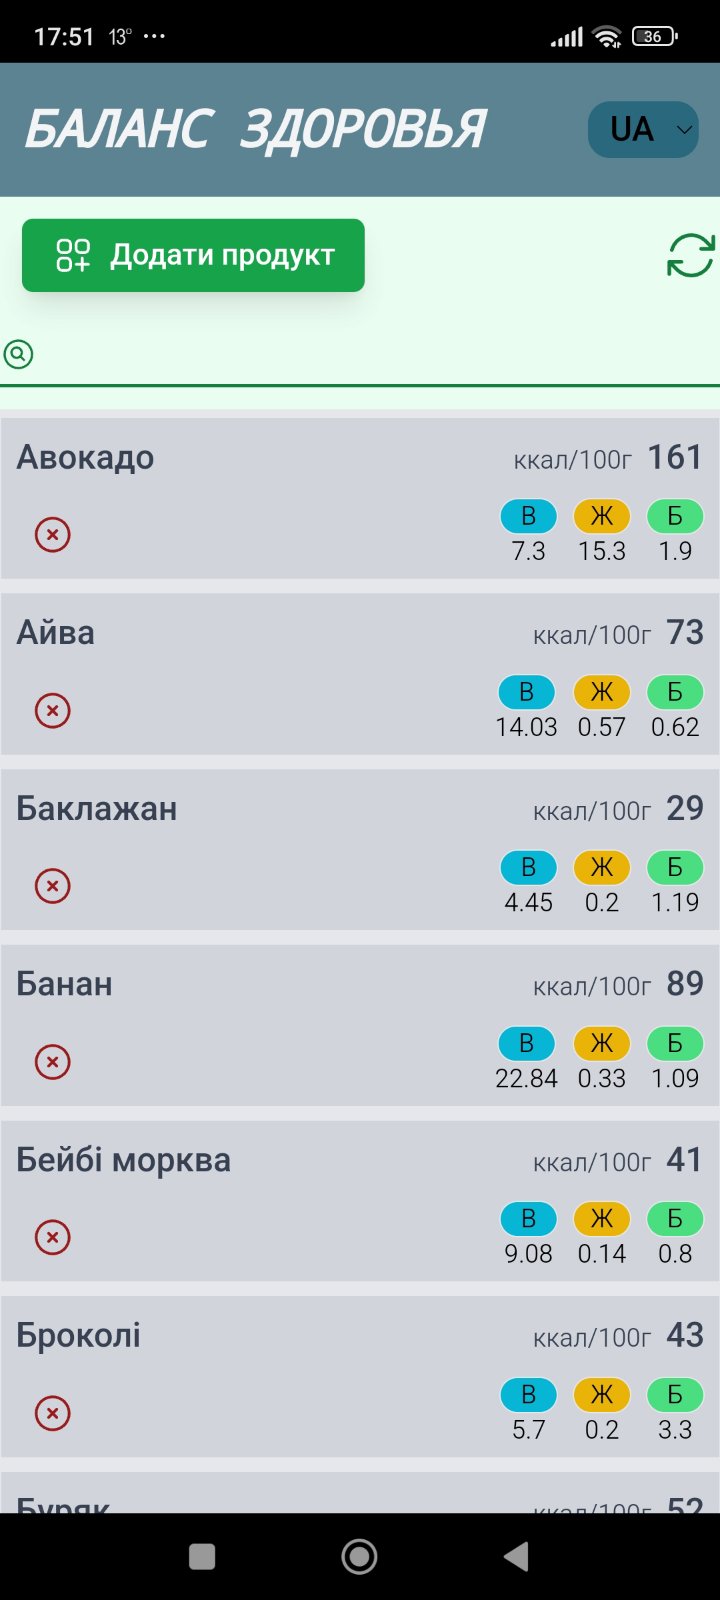 17:51 13° ...
36
БАЛАНС ЗДОРОВЬЯ
UA
Додати продукт
Авокадо ккал/100г 161
В Ж Б
7.3 15.3 1.9
Айва ккал/100г 73
В Ж Б
14.03 0.57 0.62
Баклажан ккал/100г 29
В Ж Б
4.45 0.2 1.19
Банан ккал/100г 89
В Ж Б
22.84 0.33 1.09
Бейбі морква ккал/100г 41
В Ж Б
9.08 0.14 0.8
Броколі ккал/100г 43
В Ж Б
5.7 0.2 3.3
Буряк ккал/100г 52